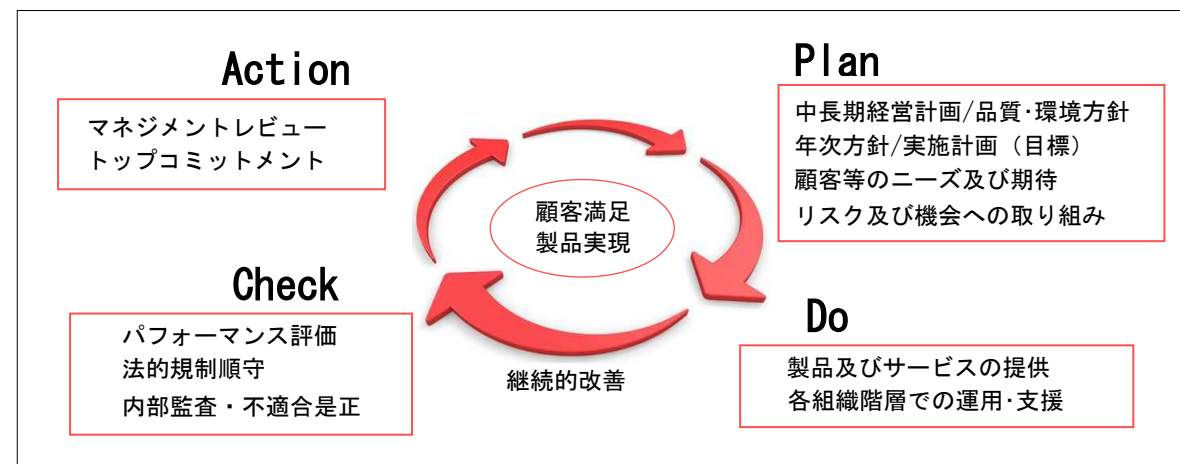 Action
マネジメントレビュー
トップコミットメント
Plan
中長期経営計画/品質･環境方針
年次方針/実施計画（目標）
顧客等のニーズ及び期待
リスク及び機会への取り組み
顧客満足
製品実現
Check
パフォーマンス評価
法的規制順守
内部監査・不適合是正
継続的改善
Do
製品及びサービスの提供
各組織階層での運用･支援